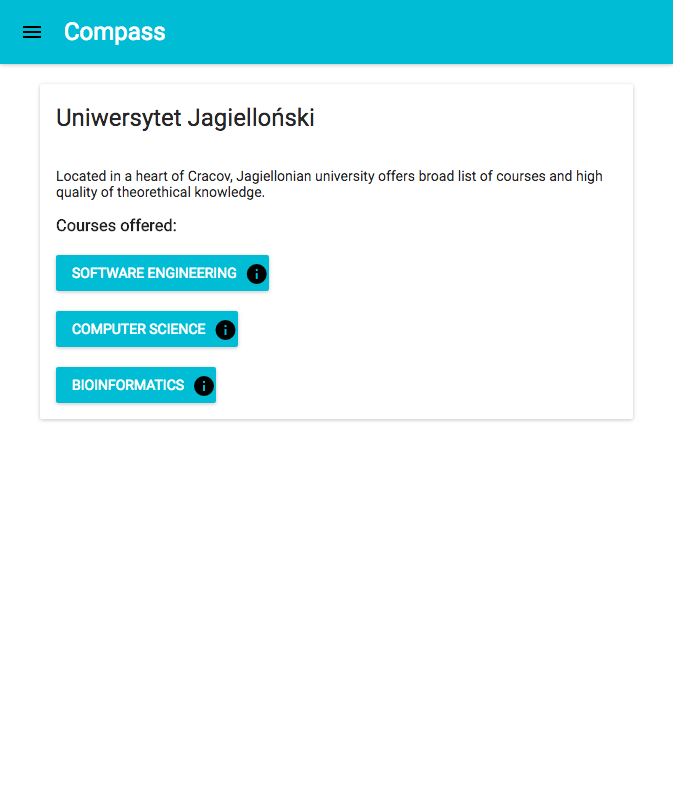 Compass
Uniwersytet Jagielloński
Located in a heart of Cracov, Jagiellonian university offers broad list of courses and high
quality of theorethical knowledge.
Courses offered:
SOFTWARE ENGINEERING
COMPUTER SCIENCE
BIOINFORMATICS